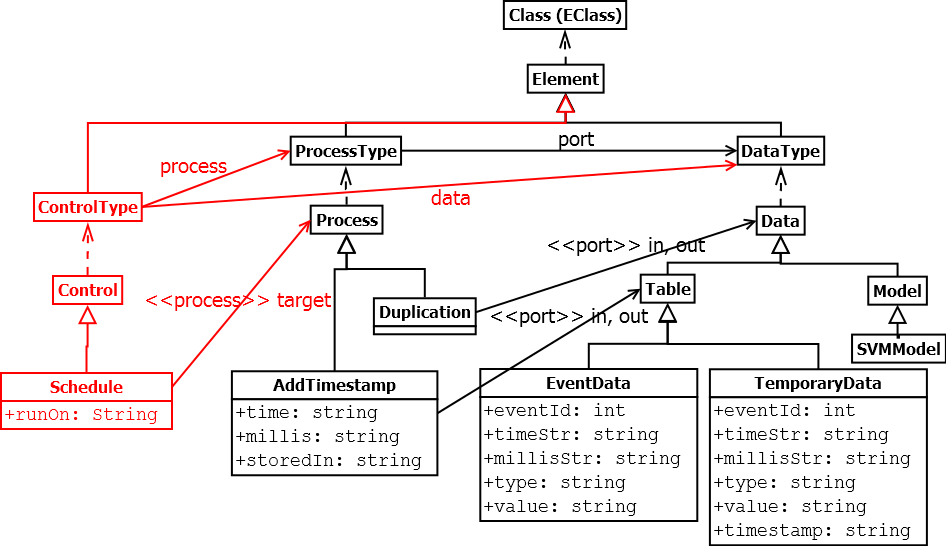 Class (EClass)
Element
ProcessType
port
DataType
process
data
ControlType
Process
Data
<<port>> in, out
Control
<<process>> target
Duplication
<<port>> in, out
Table
Model
SVMModel
Schedule
+runOn: String
AddTimestamp
+time: string
+millis: string
+storedIn: string
EventData
+eventId: int
+timeStr: string
+millisStr: string
+type: string
+value: string
TemporaryData
+eventId: int
+timeStr: string
+millisStr: string
+type: string
+value: string
+timestamp: string